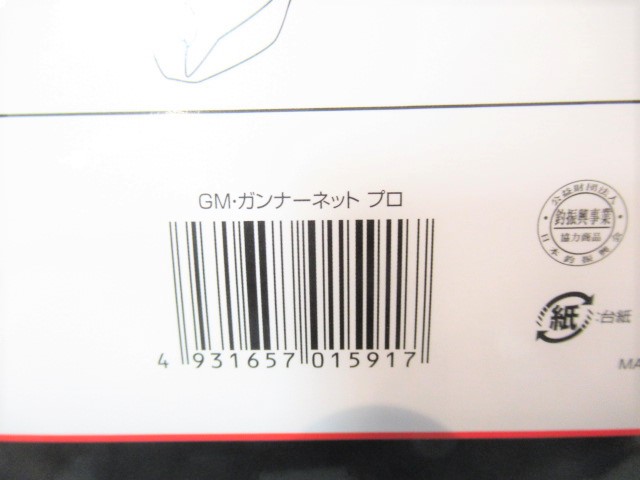 GM・ガンナーネット プロ
4 931657 015917
公益財団法人
釣振興事業
協力商品
日本釣振興会
紙 :台紙
MA